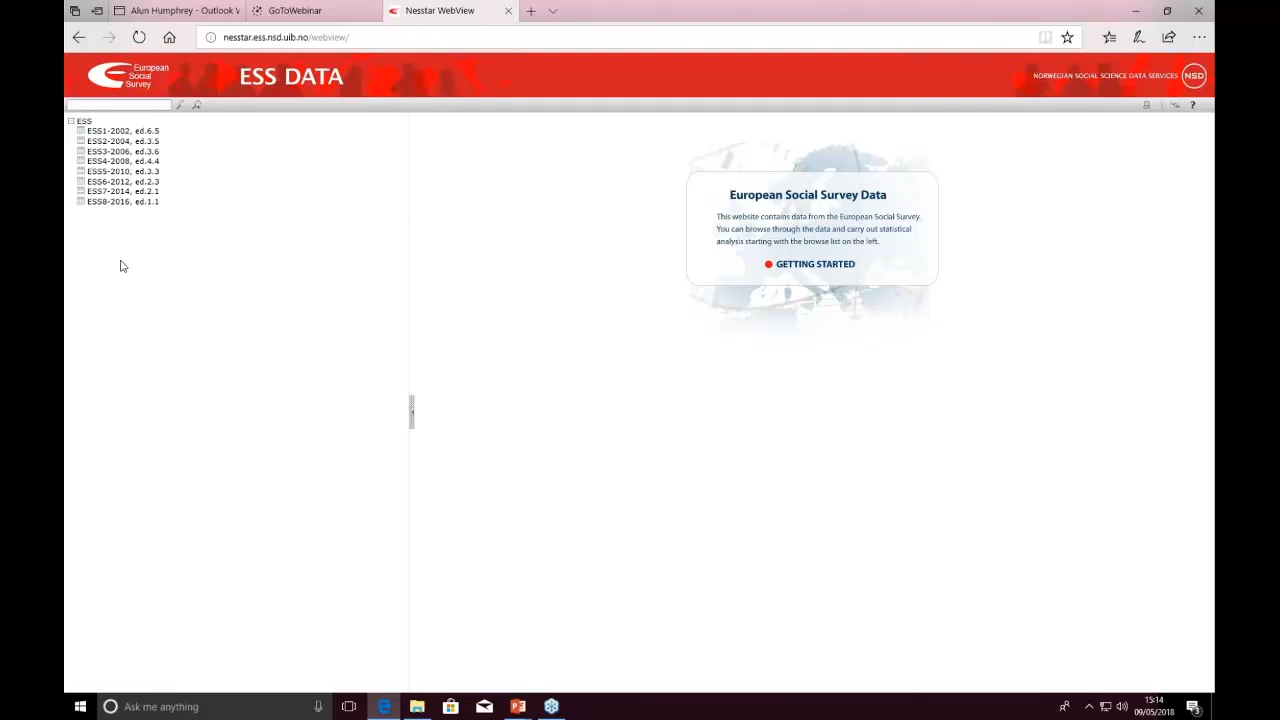 Alun Humphrey - Outlook
GoToWebinar
Nesstar WebView
nesstar.ess.nsd.uib.no/webview/
European
Social
Survey
ESS DATA
NORWEGIAN SOCIAL SCIENCE DATA SERVICES NSD
?
ESS
ESS1-2002, ed.6.5
ESS2-2004, ed.3.5
ESS3-2006, ed.3.6
ESS4-2008, ed.4.4
ESS5-2010, ed.3.3
ESS6-2012, ed.2.3
ESS7-2014, ed.2.1
ESS8-2016, ed.1.1
European Social Survey Data
This website contains data from the European Social Survey.
You can browse through the data and carry out statistical
analysis starting with the browse list on the left.
GETTING STARTED
Ask me anything
15:14
09/05/2018
3